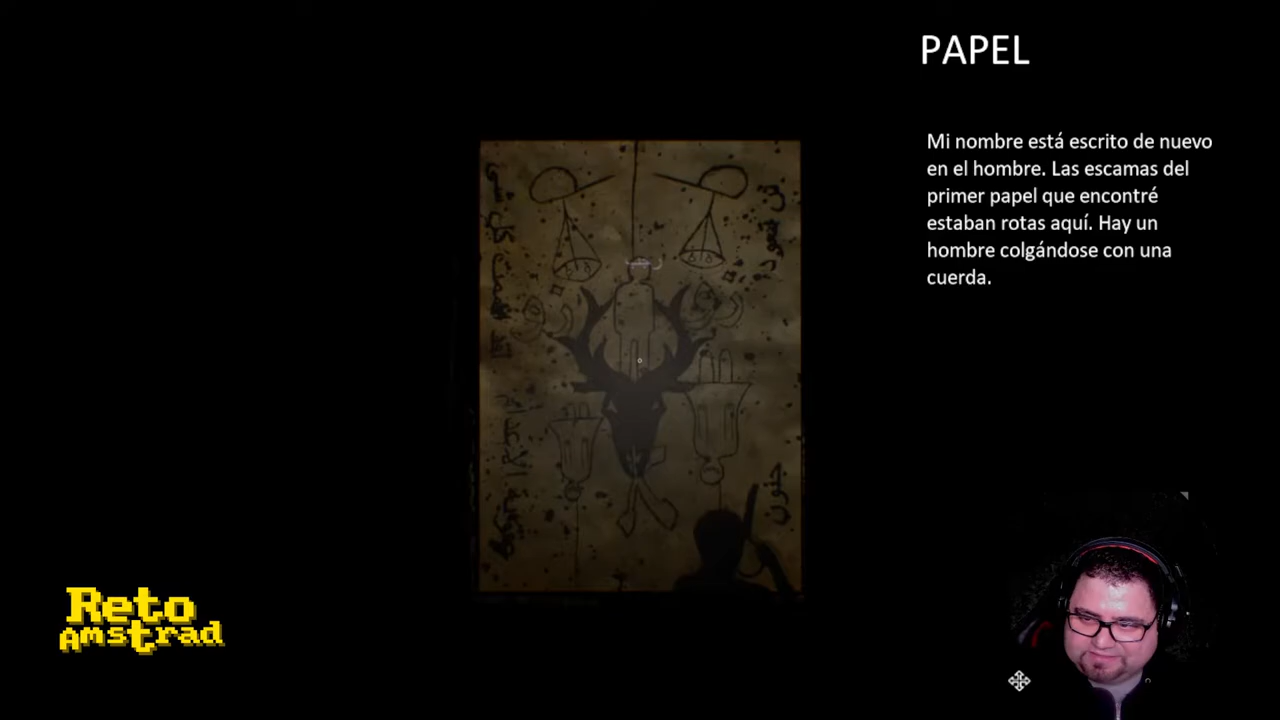 PAPEL
Mi nombre está escrito de nuevo
en el hombre. Las escamas del
primer papel que encontré
estaban rotas aquí. Hay un
hombre colgándose con una
cuerda.
Reto
Amstrad